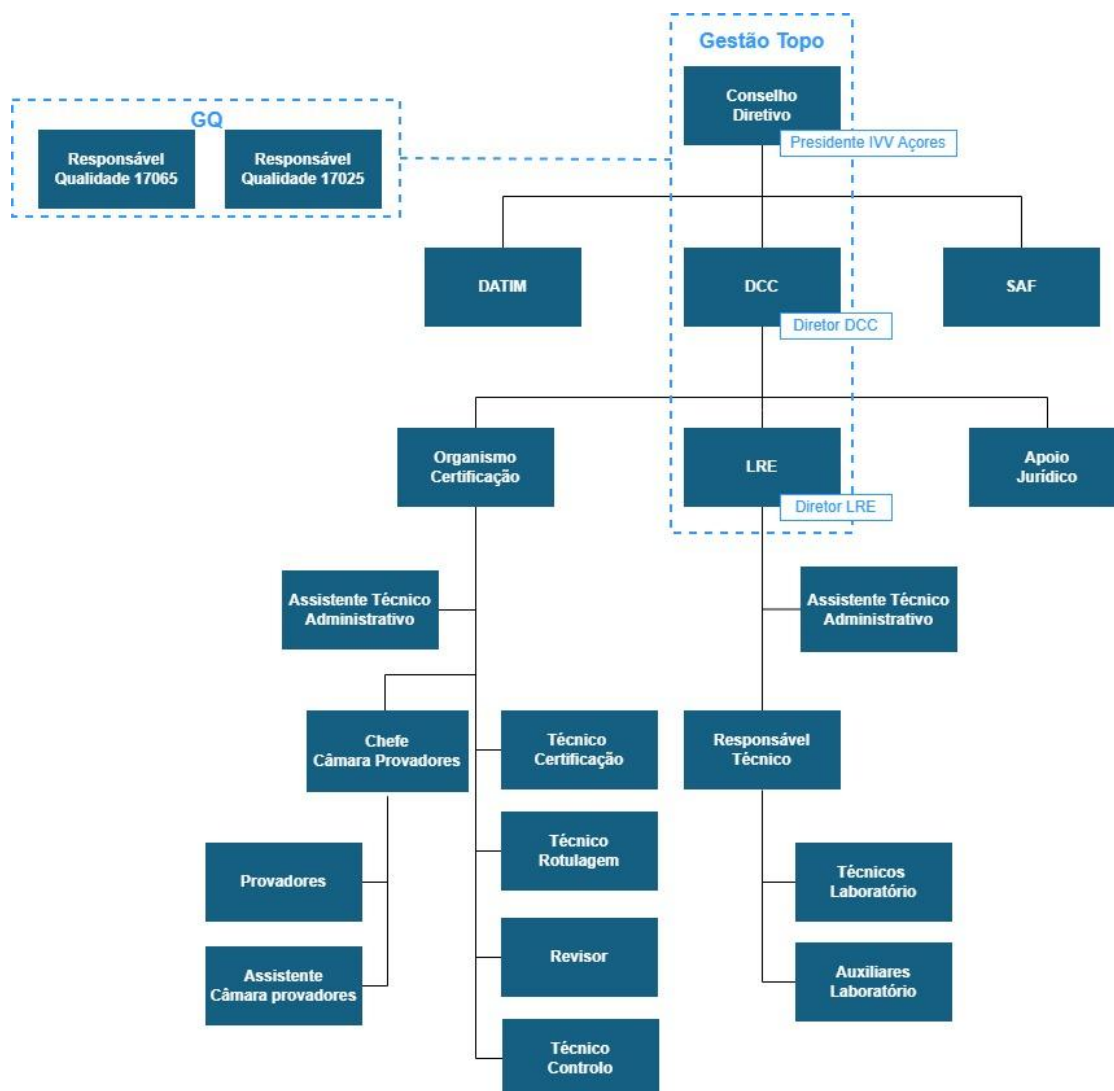 Gestão Topo
Conselho
Diretivo
Presidente IVV Açores
GQ
Responsável
Qualidade 17065
Responsável
Qualidade 17025
DATIM
DCC
SAF
Diretor DCC
Organismo
Certificação
LRE
Apoio
Jurídico
Diretor LRE
Assistente Técnico
Administrativo
Assistente Técnico
Administrativo
Chefe
Câmara Provadores
Técnico
Certificação
Responsável
Técnico
Provadores
Técnico
Rotulagem
Técnicos
Laboratório
Assistente
Câmara provadores
Revisor
Auxiliares
Laboratório
Técnico
Controlo